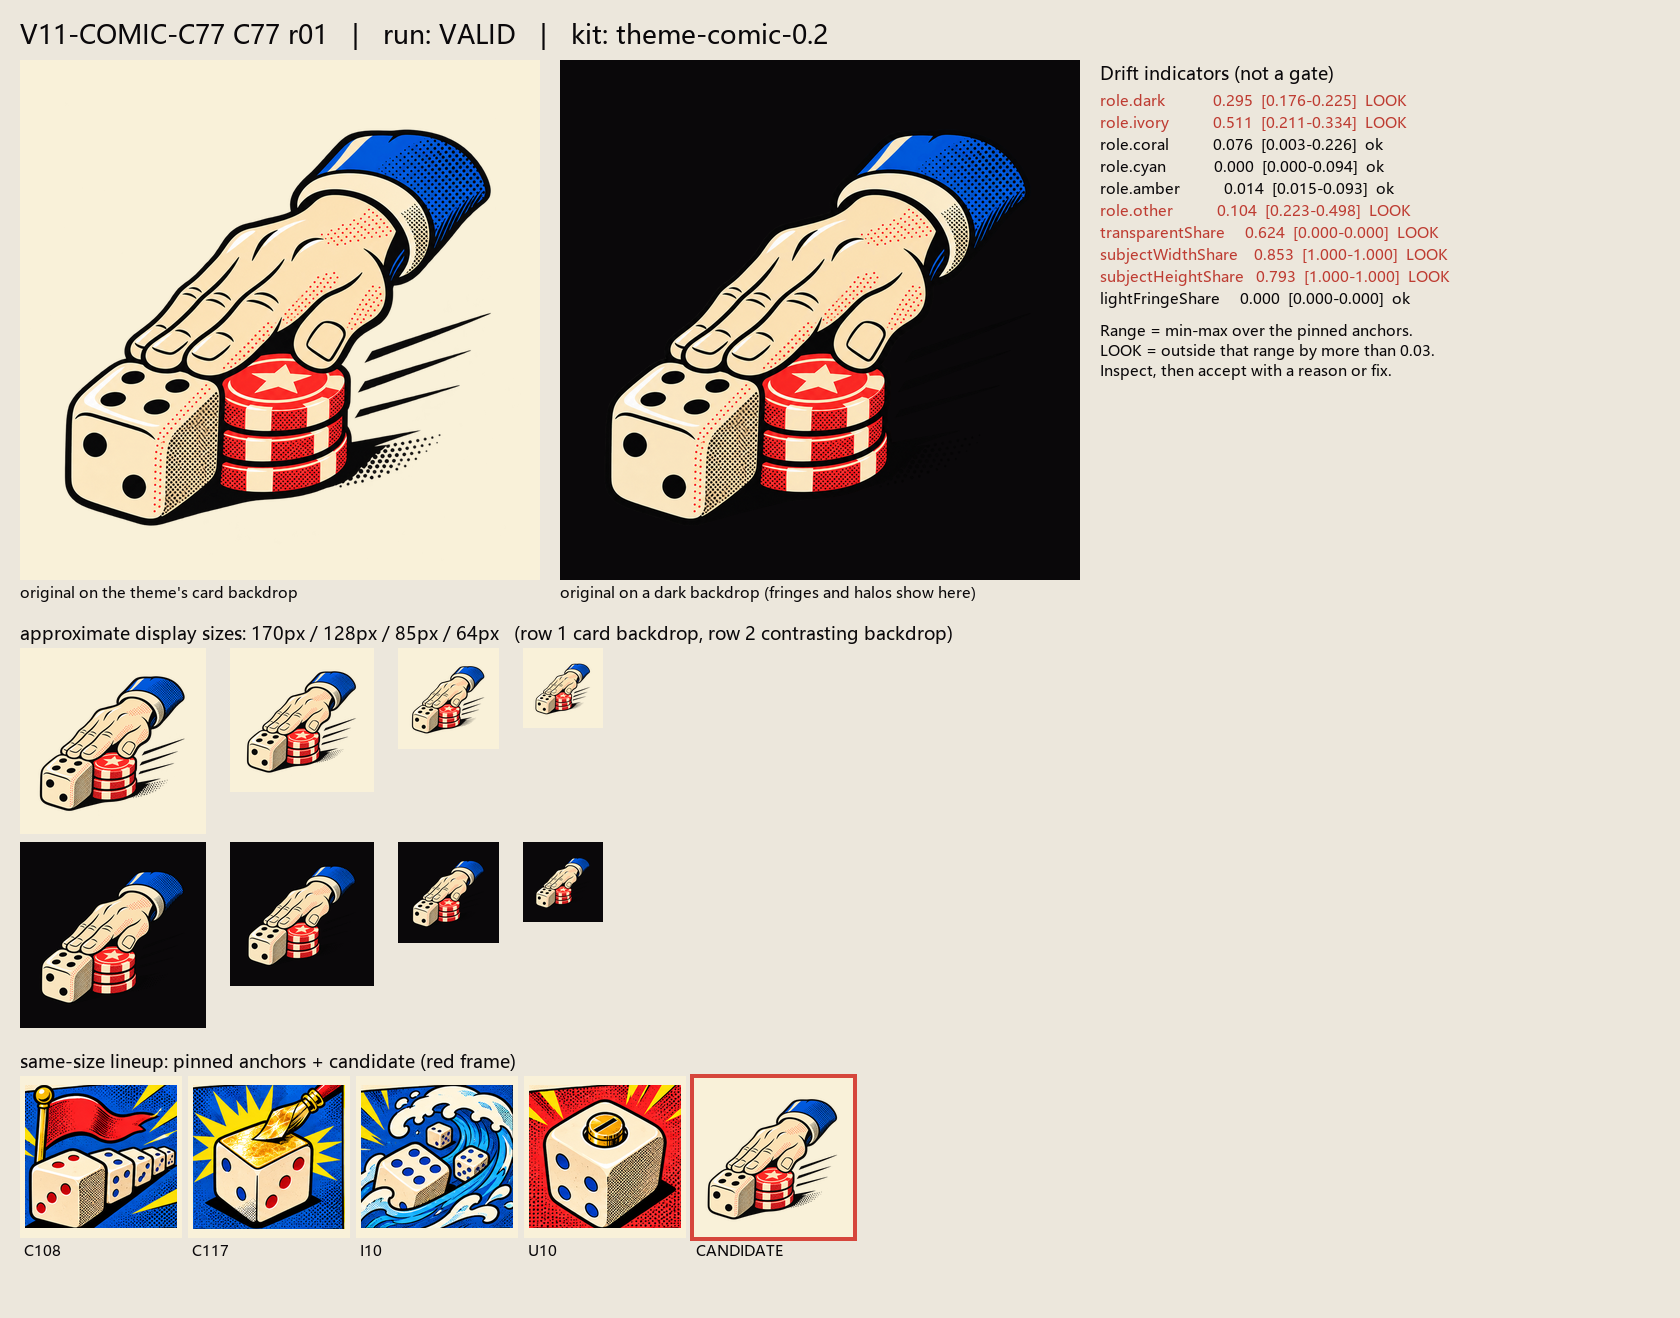 V11-COMIC-C77 C77 r01 | run: VALID | kit: theme-comic-0.2
Drift indicators (not a gate)
role.dark 0.295 [0.176-0.225] LOOK
role.ivory 0.511 [0.211-0.334] LOOK
role.coral 0.076 [0.003-0.226] ok
role.cyan 0.000 [0.000-0.094] ok
role.amber 0.014 [0.015-0.093] ok
role.other 0.104 [0.223-0.498] LOOK
transparentShare 0.624 [0.000-0.000] LOOK
subjectWidthShare 0.853 [1.000-1.000] LOOK
subjectHeightShare 0.793 [1.000-1.000] LOOK
lightFringeShare 0.000 [0.000-0.000] ok
Range = min-max over the pinned anchors.
LOOK = outside that range by more than 0.03.
Inspect, then accept with a reason or fix.
original on the theme's card backdrop
original on a dark backdrop (fringes and halos show here)
approximate display sizes: 170px / 128px / 85px / 64px (row 1 card backdrop, row 2 contrasting backdrop)
same-size lineup: pinned anchors + candidate (red frame)
C108
C117
I10
U10
CANDIDATE